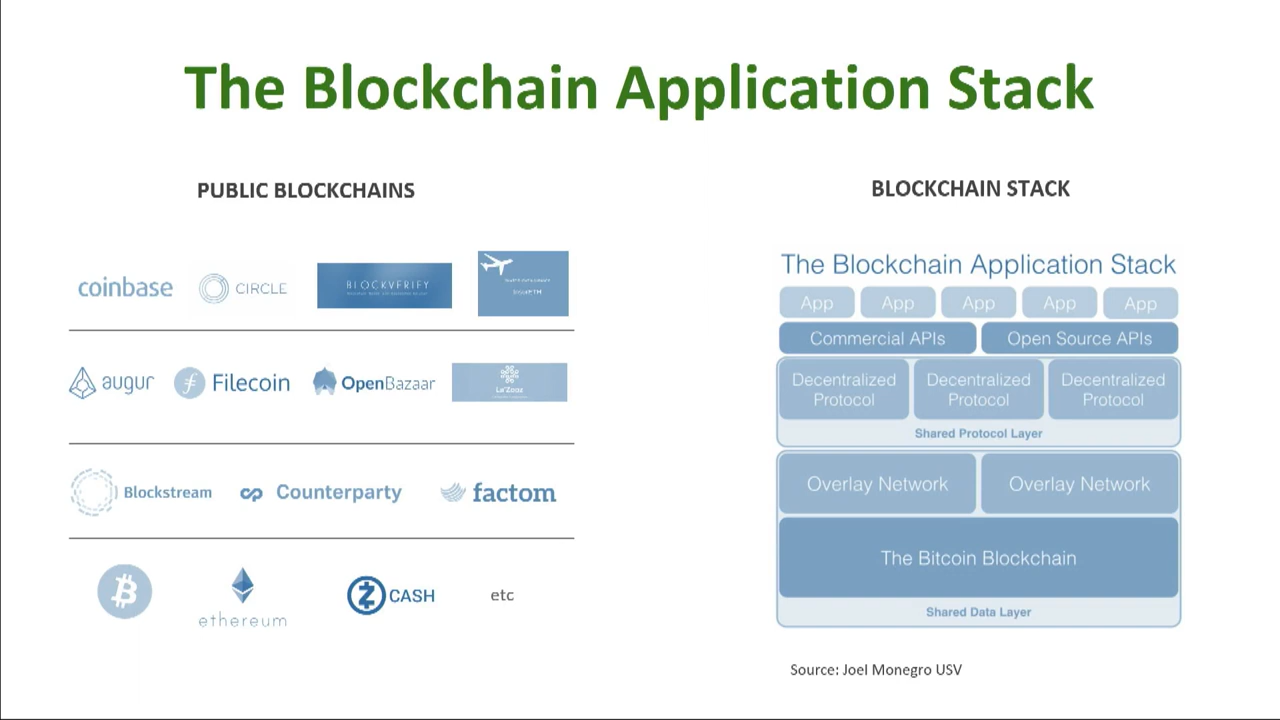 The Blockchain Application Stack
PUBLIC BLOCKCHAINS
coinbase
CIRCLE
BLOCKVERIFY
augur
Filecoin
OpenBazaar
La'Zooz
Blockstream
Counterparty
factom
ethereum
CASH
etc
BLOCKCHAIN STACK
The Blockchain Application Stack
App App App App App
Commercial APIs Open Source APIs
Decentralized Protocol
Decentralized Protocol
Decentralized Protocol
Shared Protocol Layer
Overlay Network Overlay Network
The Bitcoin Blockchain
Shared Data Layer
Source: Joel Monegro USV